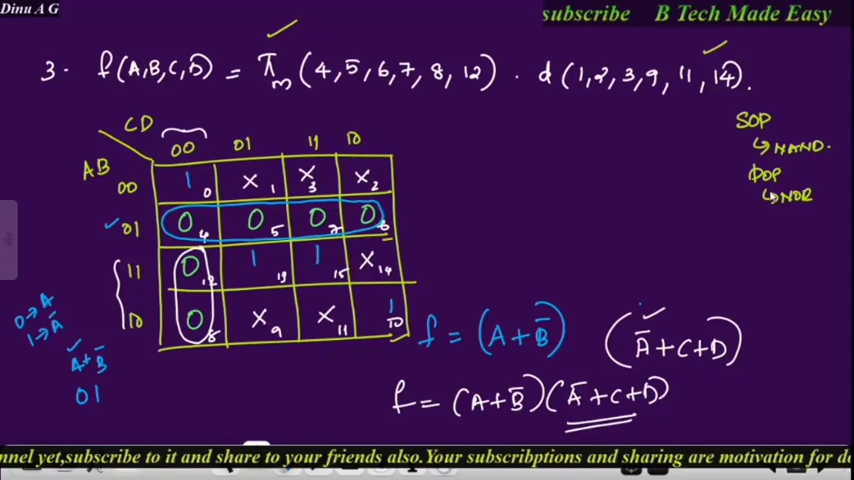 Dinu A G
subscribe B Tech Made Easy
3. f(A,B,C,D) = πm (4,5,6,7,8,12) . d(1,2,3,9,11,14).
SOP
↳NAND.
POP
↳NOR
CD
AB
00 01 11 10
00 1 0 X 1 X 3 X 2
01 0 4 0 5 0 7 0 6
11 0 12 1 13 1 15 X 14
10 0 8 X 9 X 11 1 10
0→A
1→A̅
A+B̅
01
f = (A+B̅) (A̅+C+D)
f = (A+B̅)(A̅+C+D)
nnel yet,subscribe to it and share to your friends also.Your subscribptions and sharing are motivation for do